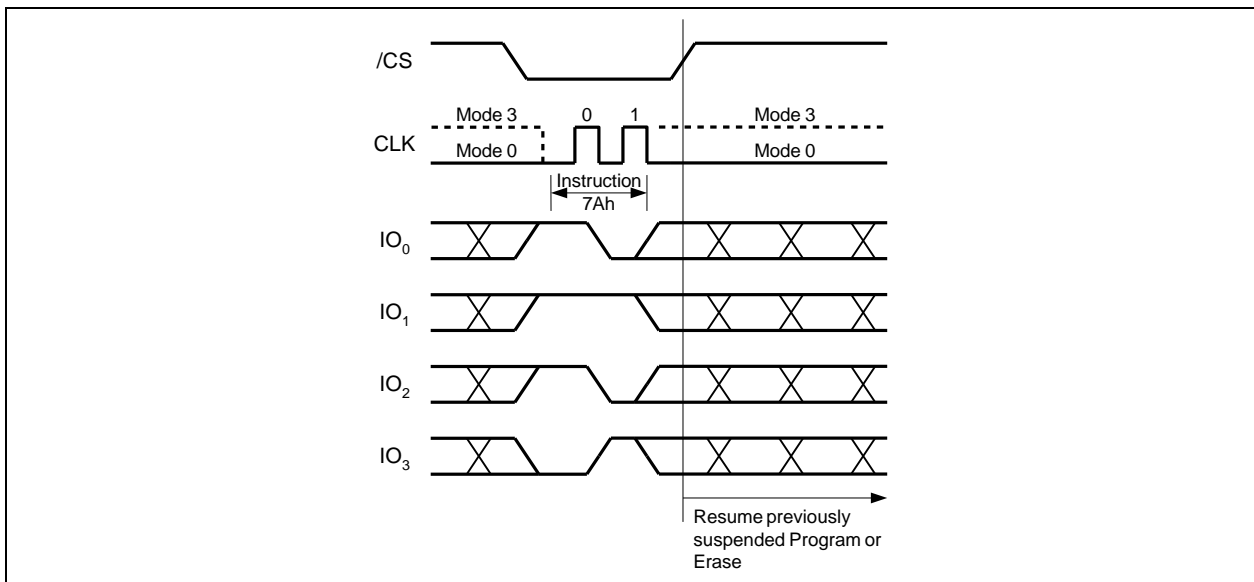 /CS
Mode 3 0 1 Mode 3
CLK
Mode 0 Mode 0
Instruction
7Ah
IO0
IO1
IO2
IO3
Resume previously
suspended Program or
Erase